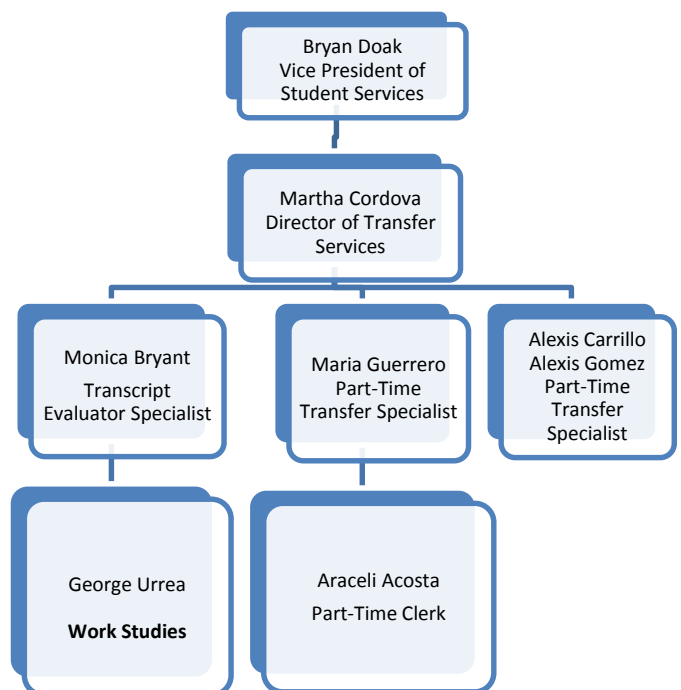 Bryan Doak
Vice President of
Student Services
Martha Cordova
Director of Transfer
Services
Monica Bryant
Transcript
Evaluator Specialist
Maria Guerrero
Part-Time
Transfer Specialist
Alexis Carrillo
Alexis Gomez
Part-Time
Transfer
Specialist
George Urrea
Work Studies
Araceli Acosta
Part-Time Clerk